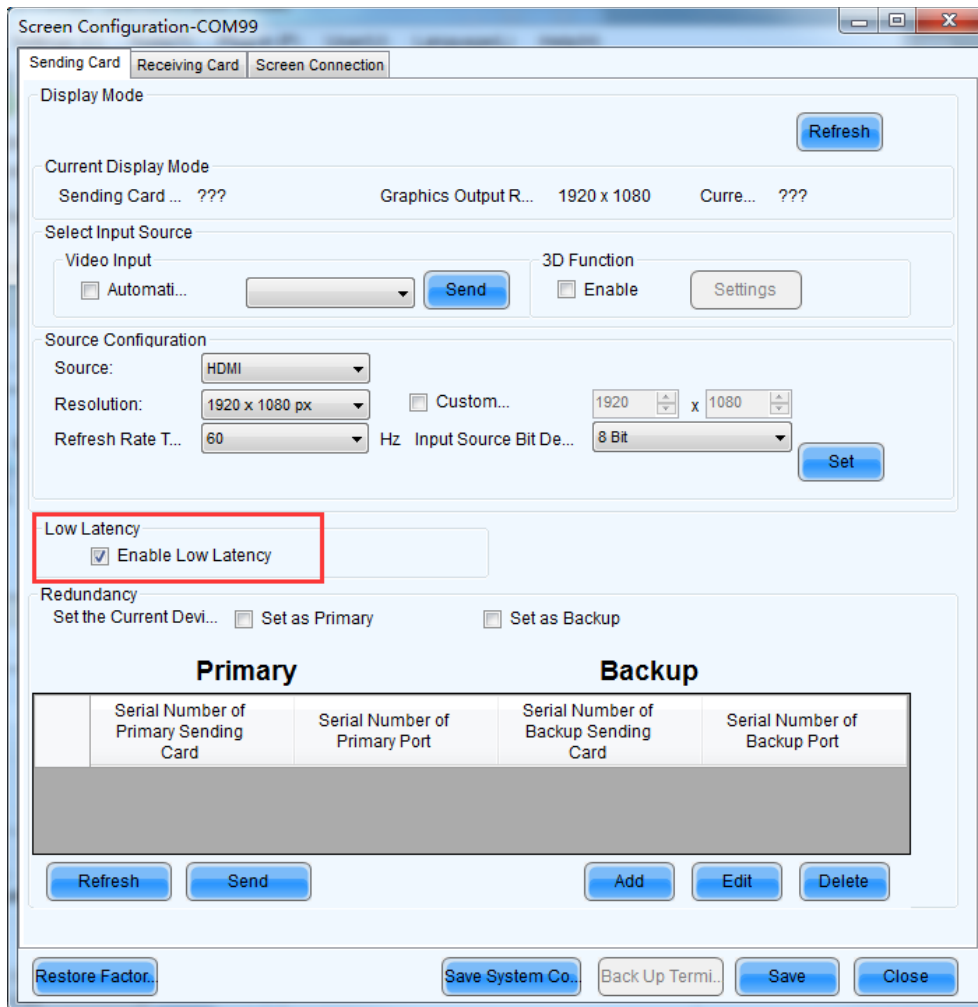 Screen Configuration-COM99
Sending Card Receiving Card Screen Connection
Display Mode
Refresh
Current Display Mode
Sending Card ... ??? Graphics Output R... 1920 x 1080 Curre... ???
Select Input Source
Video Input 3D Function
Automati... Send Enable Settings
Source Configuration
Source: HDMI
Resolution: 1920 x 1080 px Custom... 1920 x 1080
Refresh Rate T... 60 Hz Input Source Bit De... 8 Bit
Set
Low Latency
Enable Low Latency
Redundancy
Set the Current Devi... Set as Primary Set as Backup
Primary Backup
Serial Number of Primary Sending Card Serial Number of Primary Port Serial Number of Backup Sending Card Serial Number of Backup Port
Refresh Send Add Edit Delete
Restore Factor... Save System Co... Back Up Termi... Save Close